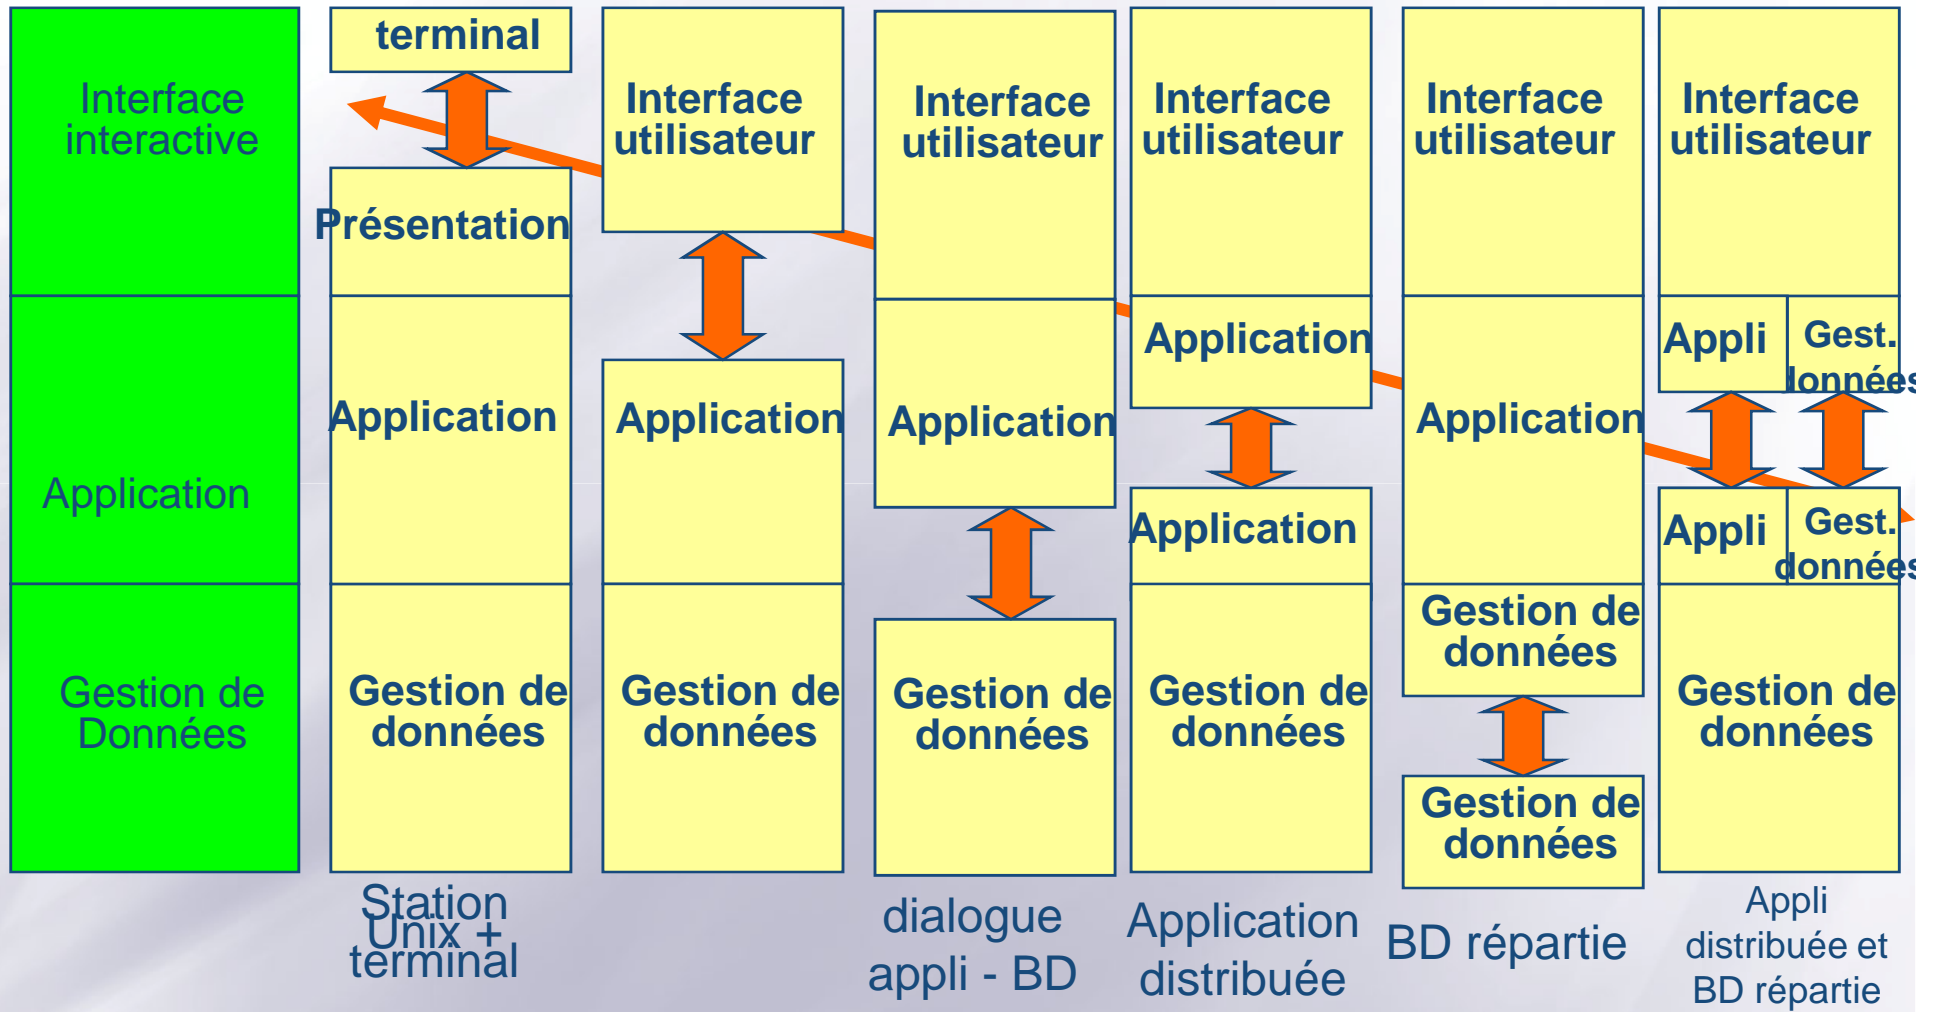 Interface
interactive
Application
Gestion de
Données
terminal
Présentation
Application
Gestion de
données
Station
Unix +
terminal
Interface
utilisateur
Application
Gestion de
données
Interface
utilisateur
Application
Gestion de
données
dialogue
appli - BD
Interface
utilisateur
Application
Application
Gestion de
données
Application
distribuée
Interface
utilisateur
Application
Gestion de
données
Gestion de
données
BD répartie
Interface
utilisateur
Appli
Gest.
données
Appli
Gest.
données
Gestion de
données
Appli
distribuée et
BD répartie